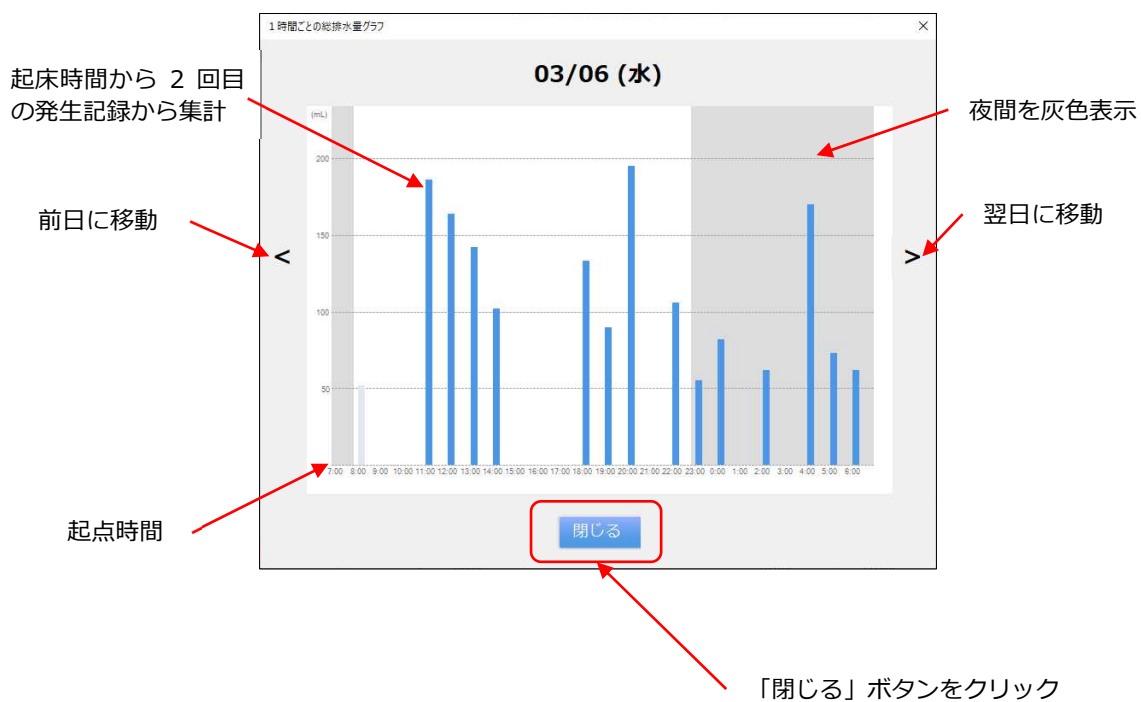 1時間ごとの総排水量グラフ
×
03/06 (水)
起床時間から 2 回目
の発生記録から集計
夜間を灰色表示
前日に移動
翌日に移動
<
>
(mL)
200
150
100
50
7:00 8:00 9:00 10:00 11:00 12:00 13:00 14:00 15:00 16:00 17:00 18:00 19:00 20:00 21:00 22:00 23:00 0:00 1:00 2:00 3:00 4:00 5:00 6:00
起点時間
閉じる
「閉じる」ボタンをクリック